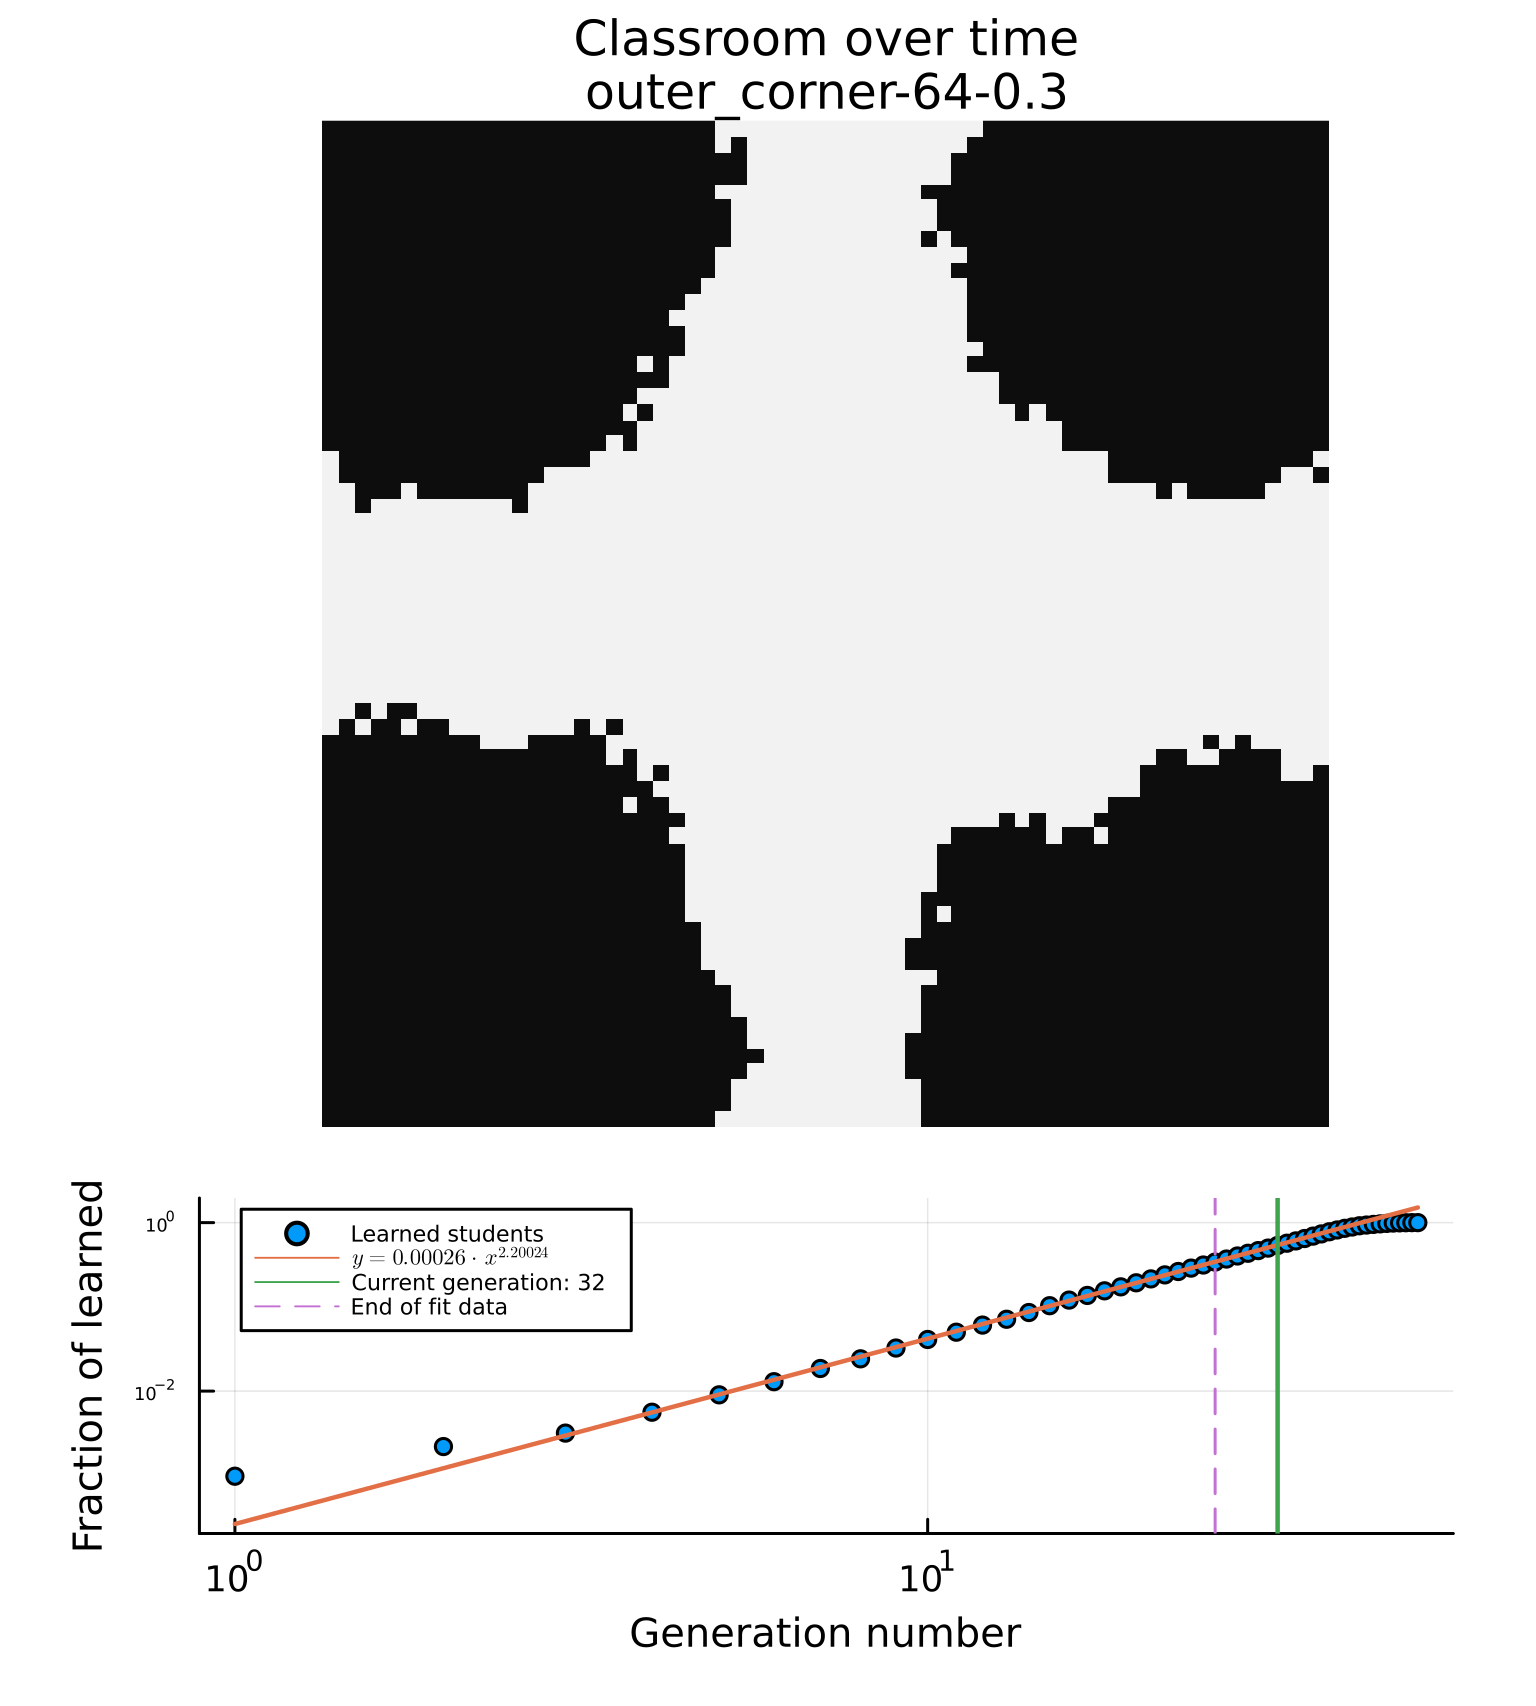 Classroom over time
outer_corner-64-0.3
Fraction of learned
10^0
10^-2
Learned students
y = 0.00026 · x^2.20024
Current generation: 32
End of fit data
10^0
10^1
Generation number